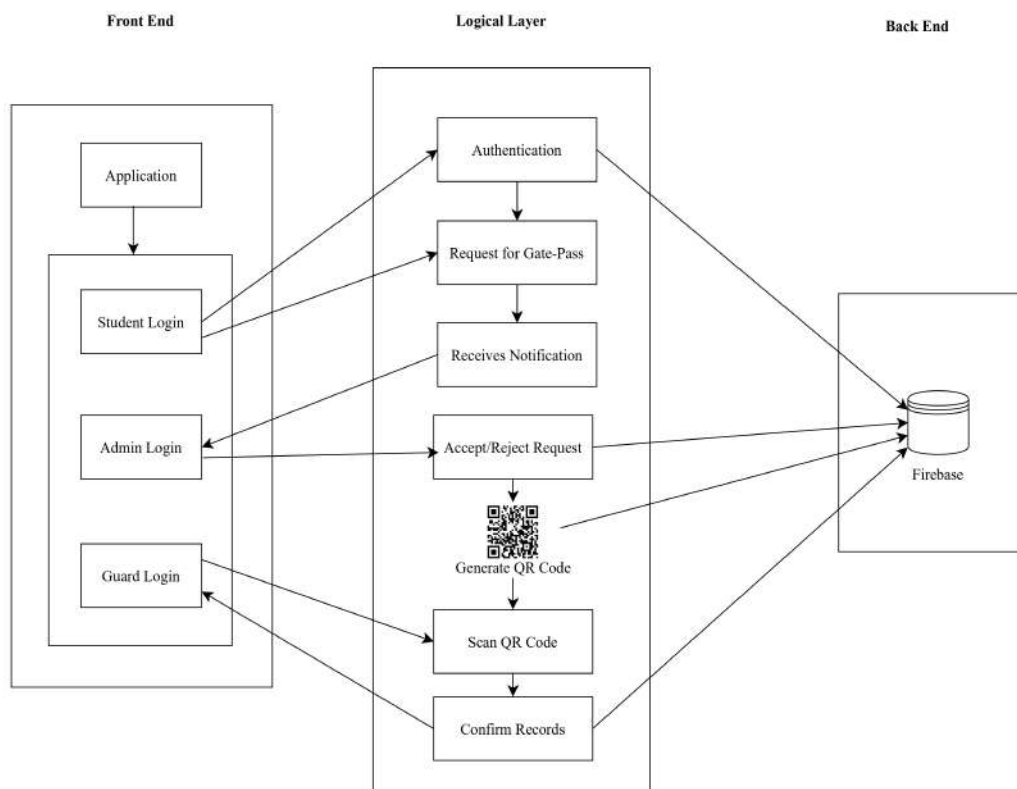 Front End
Logical Layer
Back End
Application
Student Login
Admin Login
Guard Login
Authentication
Request for Gate-Pass
Receives Notification
Accept/Reject Request
Generate QR Code
Scan QR Code
Confirm Records
Firebase